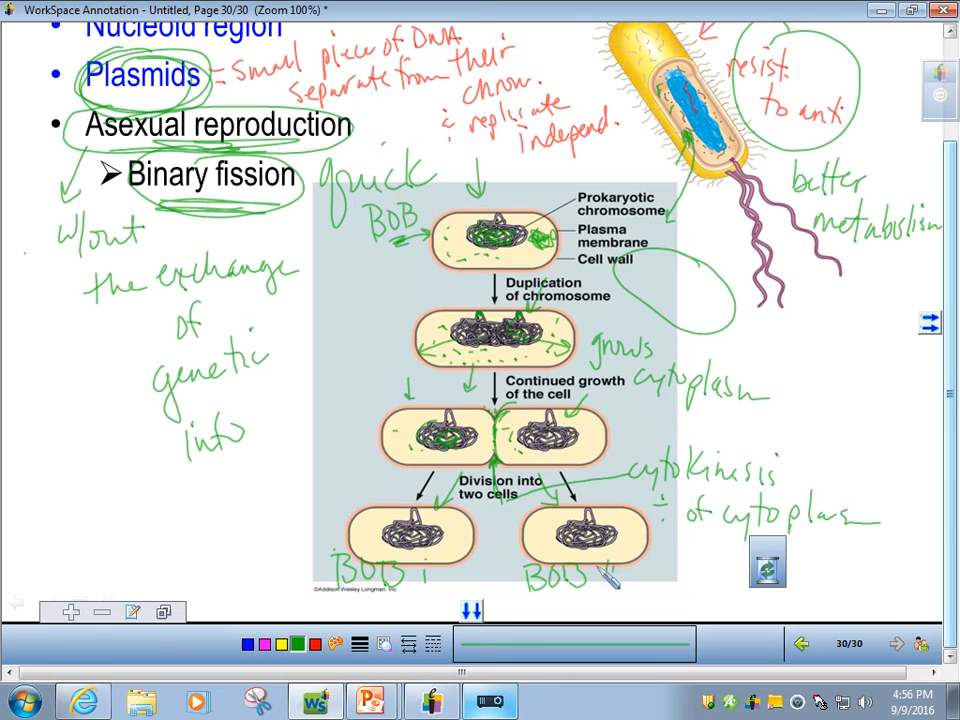 WorkSpace Annotation - Untitled, Page 30/30 (Zoom 100%) *
• Nucleoid region
• Plasmids = small piece of DNA
separate from their
chrom.
replicate
independ.
• Asexual reproduction
➢ Binary fission
quick
w/out
the exchange
of
genetic
info
resist.
to anti
better
metabolism
BOB
Prokaryotic
chromosome
Plasma
membrane
Cell wall
Duplication
of chromosome
grows
cytoplasm
Continued growth
of the cell
cytokinesis
÷ of cytoplasm
Division into
two cells
BOB i
BOB ii
©Addison Wesley Longman, Inc
30/30
4:56 PM
9/9/2016